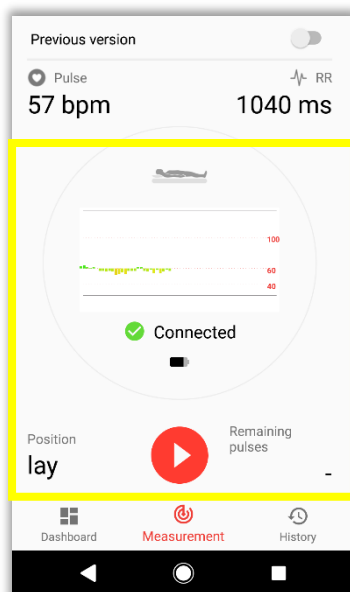 Previous version
Pulse
RR
57 bpm
1040 ms
100
60
40
Connected
Position
lay
Remaining
pulses
-
Dashboard
Measurement
History